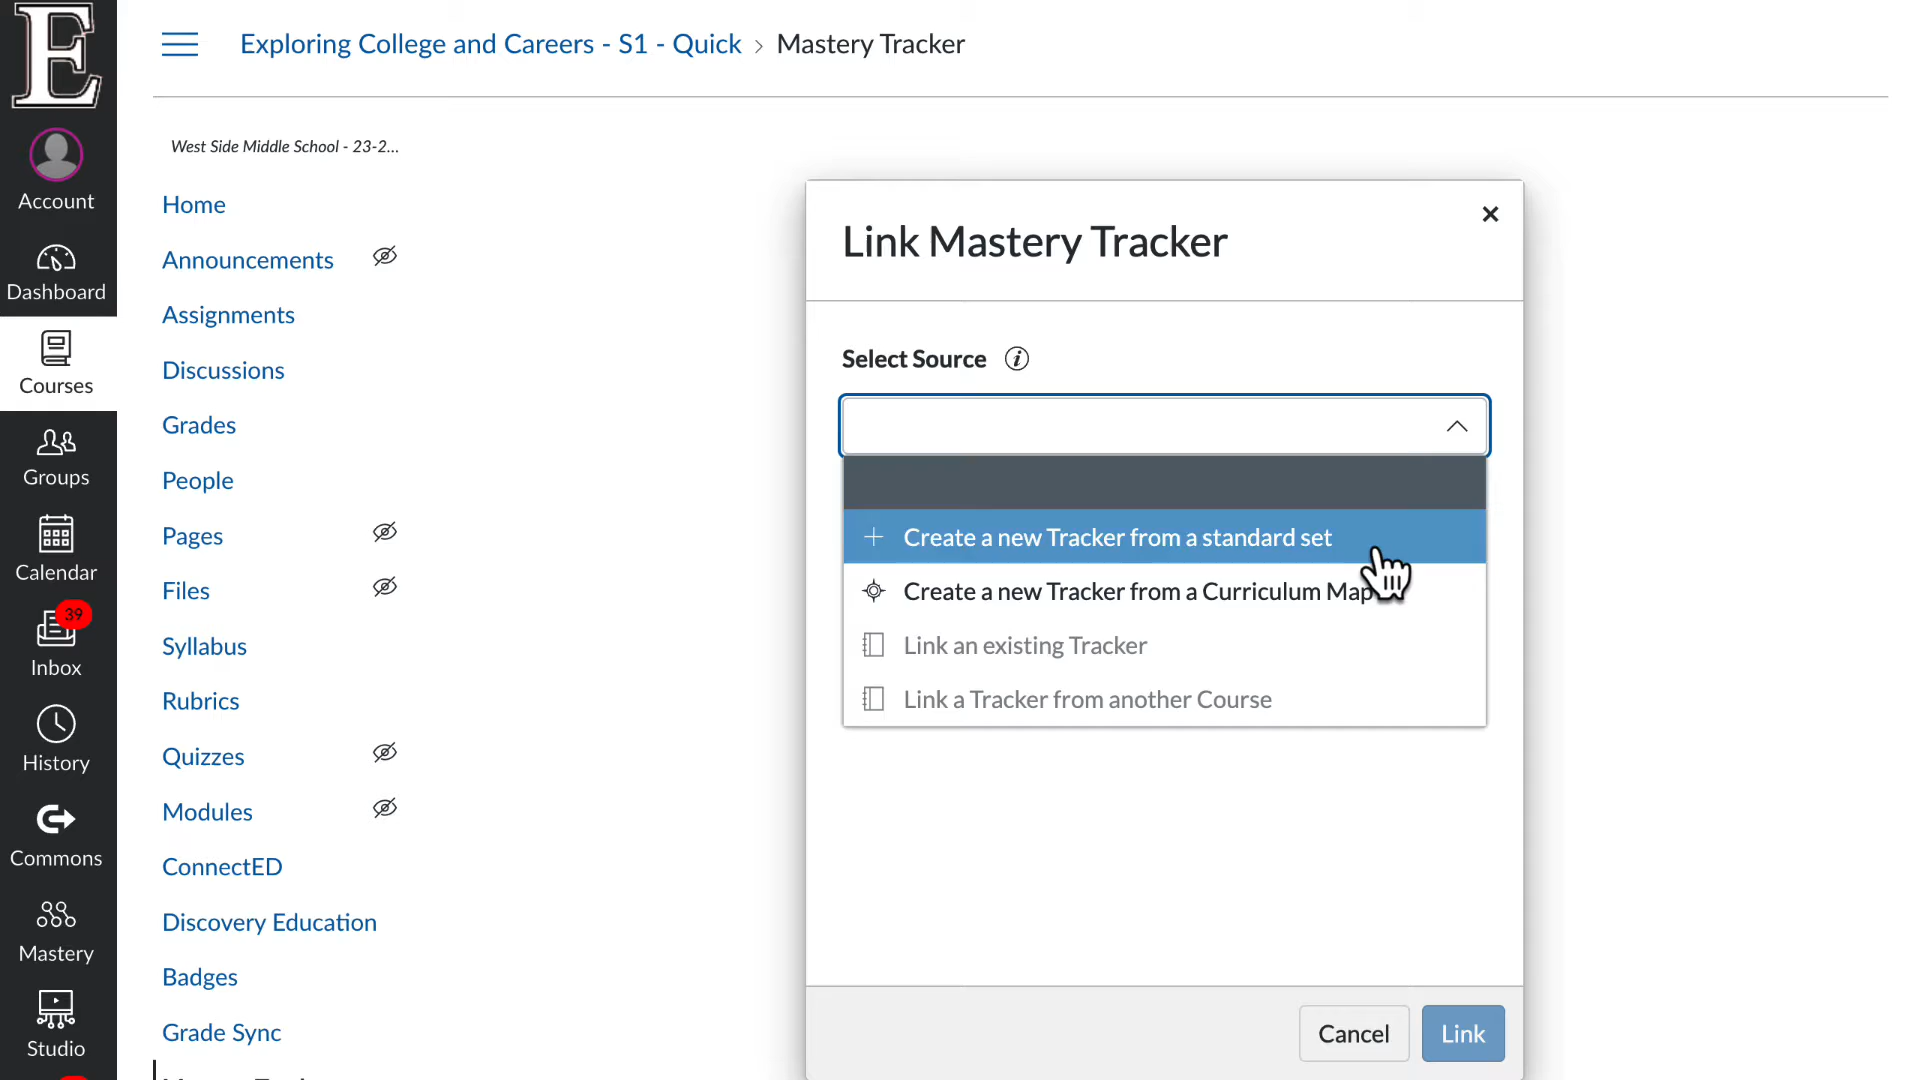 E
Exploring College and Careers - S1 - Quick › Mastery Tracker
West Side Middle School - 23-2...
Account
Dashboard
Courses
Groups
Calendar
39
Inbox
History
Commons
Mastery
Studio
Home
Announcements
Assignments
Discussions
Grades
People
Pages
Files
Syllabus
Rubrics
Quizzes
Modules
ConnectED
Discovery Education
Badges
Grade Sync
Link Mastery Tracker
Select Source
Create a new Tracker from a standard set
Create a new Tracker from a Curriculum Map
Link an existing Tracker
Link a Tracker from another Course
Cancel
Link